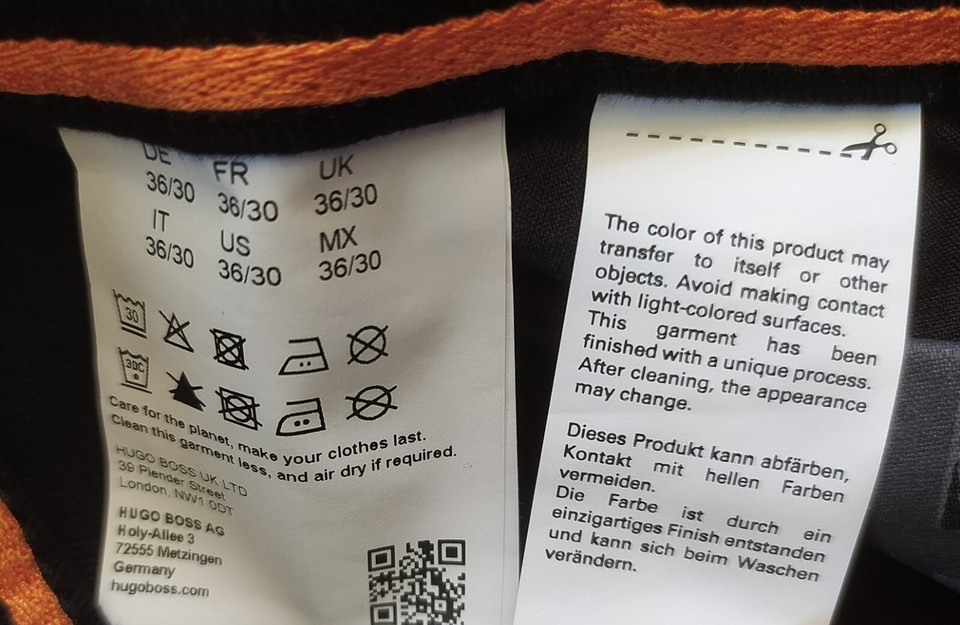 DE FR UK
36/30 36/30 36/30
IT US MX
36/30 36/30 36/30
30
30C
Care for the planet, make your clothes last.
Clean this garment less, and air dry if required.
HUGO BOSS UK LTD
39 Plender Street
London, NW1 0DT
HUGO BOSS AG
Holy-Allee 3
72555 Metzingen
Germany
hugoboss.com
The color of this product may
transfer to itself or other
objects. Avoid making contact
with light-colored surfaces.
This garment has been
finished with a unique process.
After cleaning, the appearance
may change.
Dieses Produkt kann abfärben,
Kontakt mit hellen Farben
vermeiden.
Die Farbe ist durch ein
einzigartiges Finish entstanden
und kann sich beim Waschen
verändern.